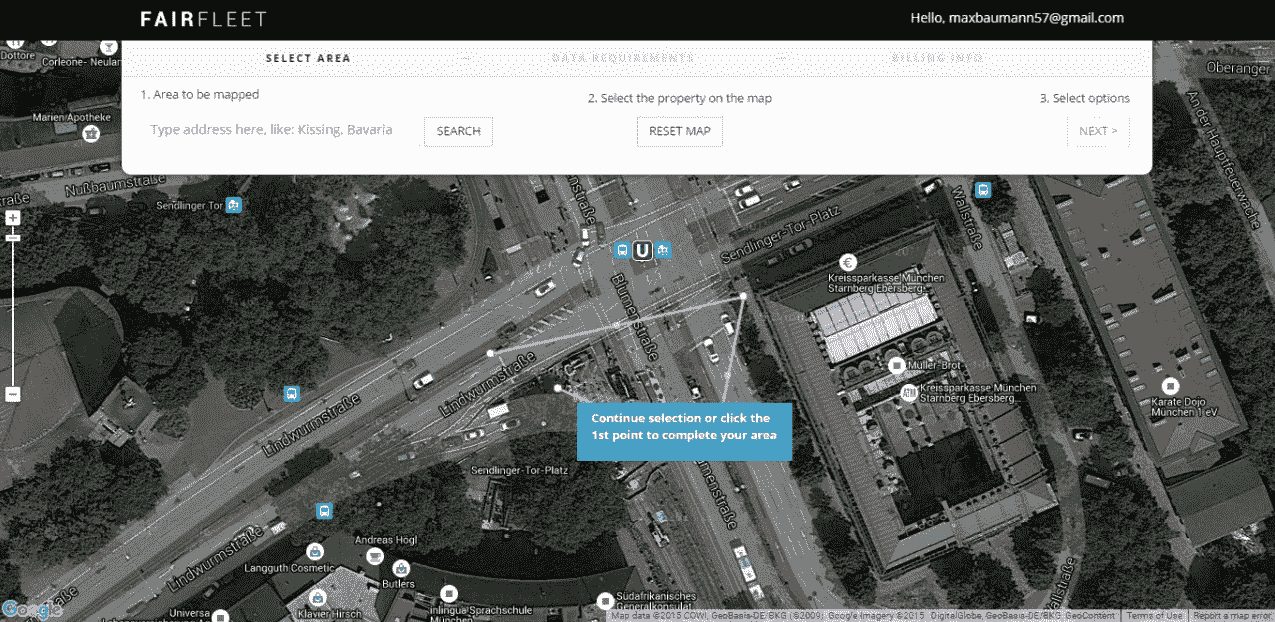 FAIRFLEET
Hello, maxbaumann57@gmail.com
SELECT AREA
DATA REQUIREMENTS
BILLING INFO
1. Area to be mapped
2. Select the property on the map
3. Select options
Type address here, like: Kissing, Bavaria
SEARCH
RESET MAP
NEXT >
Dottore
Corleone- Neulan
Oberanger
An der Hauptfeuerwache
Marien Apotheke
Nußbaumstraße
Sendlinger Tor
Sendlinger-Tor-Platz
Wallstraße
U
€
Kreissparkasse München
Starnberg Ebersberg...
Blumenstraße
Müller-Brot
ATM
Kreissparkasse München
Starnberg Ebersberg...
Karate Dojo
München 1 eV
Lindwurmstraße
Lindwurmstraße
Continue selection or click the
1st point to complete your area
Sendlinger-Tor-Platz
Lindwurmstraße
Andreas Högl
Langguth Cosmetic
Butlers
Klavier Hirsch
Universa
inlingua Sprachschule
München
Südafrikanisches
Generalkonsulat
Google
Map data ©2015 COWI, GeoBasis-DE/BKG (©2009), Google Imagery ©2015 , DigitalGlobe, GeoBasis-DE/BKG, GeoContent
Terms of Use
Report a map error